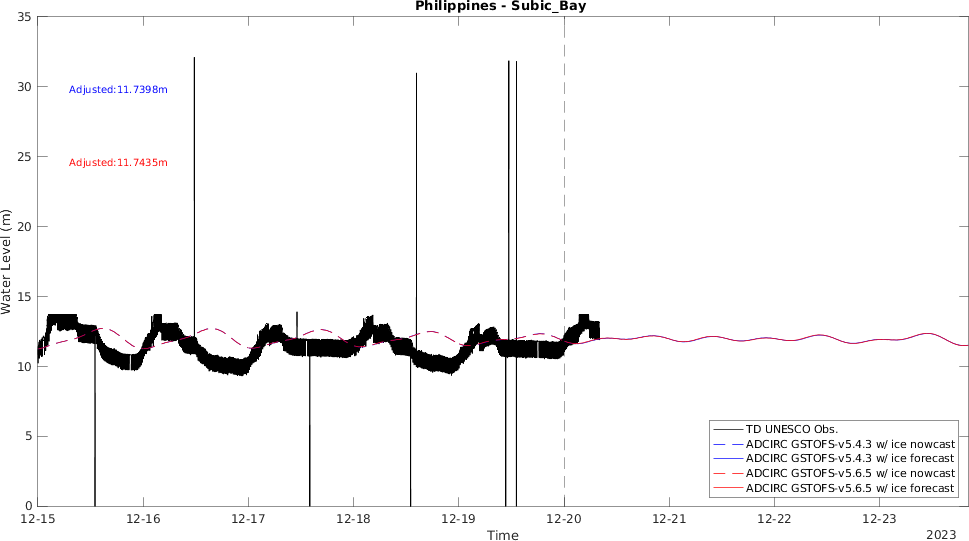 Philippines - Subic_Bay
35
30
25
20
15
10
5
0
Water Level (m)
Adjusted:11.7398m
Adjusted:11.7435m
TD UNESCO Obs.
ADCIRC GSTOFS-v5.4.3 w/ ice nowcast
ADCIRC GSTOFS-v5.4.3 w/ ice forecast
ADCIRC GSTOFS-v5.6.5 w/ ice nowcast
ADCIRC GSTOFS-v5.6.5 w/ ice forecast
12-15 12-16 12-17 12-18 12-19 12-20 12-21 12-22 12-23
Time
2023